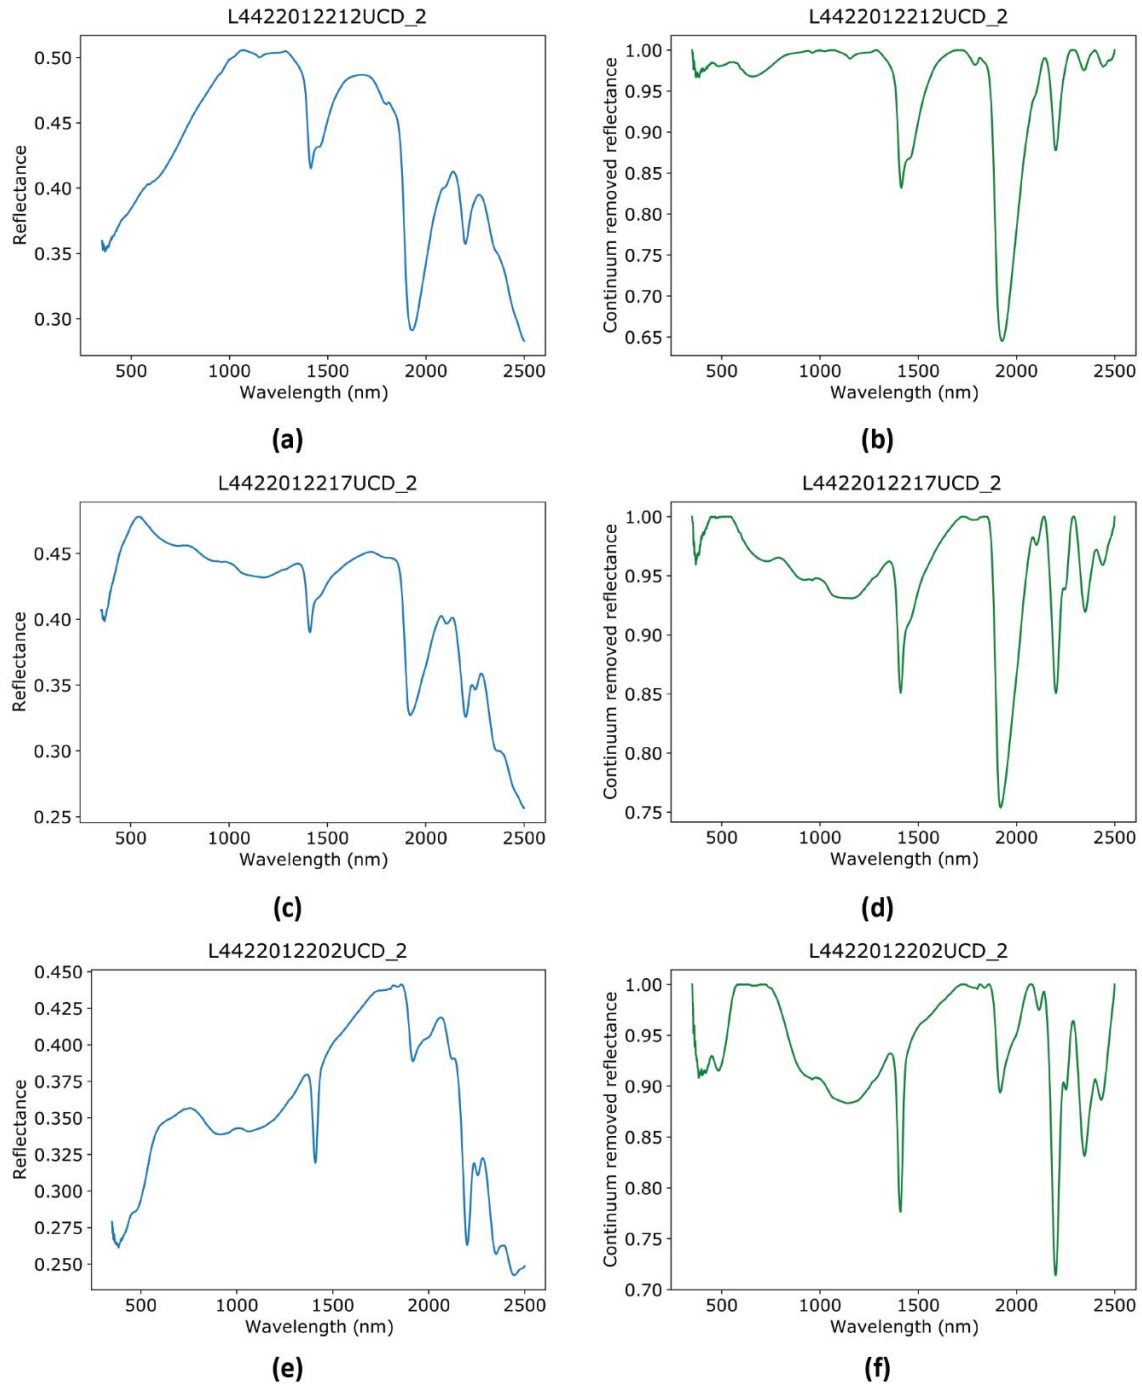 L4422012212UCD_2
0.50
0.45
0.40
0.35
0.30
Reflectance
500 1000 1500 2000 2500
Wavelength (nm)
(a)
L4422012212UCD_2
1.00
0.95
0.90
0.85
0.80
0.75
0.70
0.65
Continuum removed reflectance
500 1000 1500 2000 2500
Wavelength (nm)
(b)
L4422012217UCD_2
0.45
0.40
0.35
0.30
0.25
Reflectance
500 1000 1500 2000 2500
Wavelength (nm)
(c)
L4422012217UCD_2
1.00
0.95
0.90
0.85
0.80
0.75
Continuum removed reflectance
500 1000 1500 2000 2500
Wavelength (nm)
(d)
L4422012202UCD_2
0.450
0.425
0.400
0.375
0.350
0.325
0.300
0.275
0.250
Reflectance
500 1000 1500 2000 2500
Wavelength (nm)
(e)
L4422012202UCD_2
1.00
0.95
0.90
0.85
0.80
0.75
0.70
Continuum removed reflectance
500 1000 1500 2000 2500
Wavelength (nm)
(f)